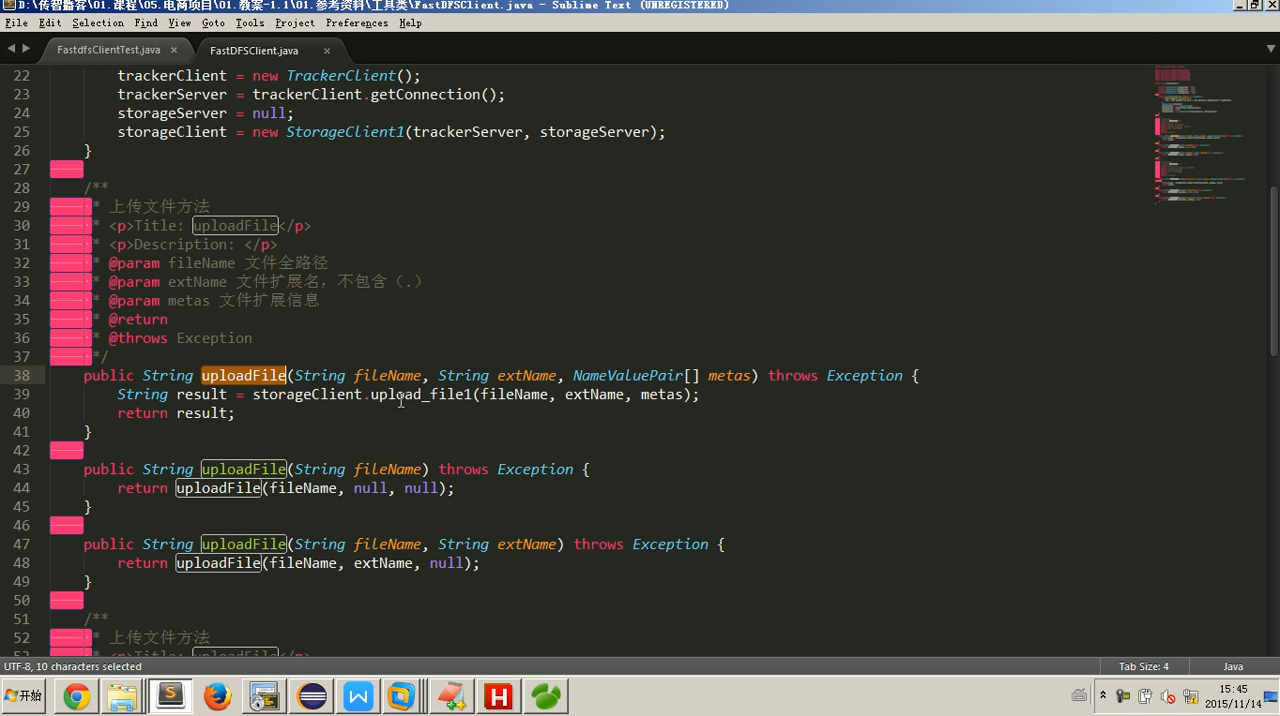 D:\传智播客\01.课程\05.电商项目\01.教案-1.1\01.参考资料\工具类\FastDFSClient.java - Sublime Text (UNREGISTERED)
File Edit Selection Find View Goto Tools Project Preferences Help
FastdfsClientTest.java × FastDFSClient.java ×
22 trackerClient = new TrackerClient();
23 trackerServer = trackerClient.getConnection();
24 storageServer = null;
25 storageClient = new StorageClient1(trackerServer, storageServer);
26 }
27
28 /**
29 * 上传文件方法
30 * <p>Title: uploadFile</p>
31 * <p>Description: </p>
32 * @param fileName 文件全路径
33 * @param extName 文件扩展名，不包含（.）
34 * @param metas 文件扩展信息
35 * @return
36 * @throws Exception
37 */
38 public String uploadFile(String fileName, String extName, NameValuePair[] metas) throws Exception {
39 String result = storageClient.upload_file1(fileName, extName, metas);
40 return result;
41 }
42
43 public String uploadFile(String fileName) throws Exception {
44 return uploadFile(fileName, null, null);
45 }
46
47 public String uploadFile(String fileName, String extName) throws Exception {
48 return uploadFile(fileName, extName, null);
49 }
50
51 /**
52 * 上传文件方法
53 * <p>Title: uploadFile</p>
UTF-8, 10 characters selected Tab Size: 4 Java
开始 15:45
2015/11/14